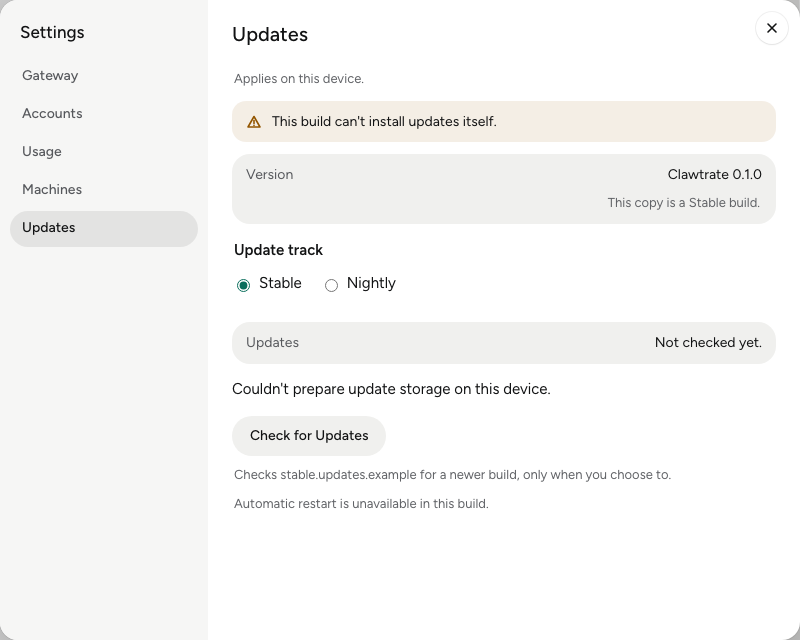 Settings
Gateway
Accounts
Usage
Machines
Updates
Updates
Applies on this device.
This build can't install updates itself.
Version
Clawtrate 0.1.0
This copy is a Stable build.
Update track
Stable
Nightly
Updates
Not checked yet.
Couldn't prepare update storage on this device.
Check for Updates
Checks stable.updates.example for a newer build, only when you choose to.
Automatic restart is unavailable in this build.